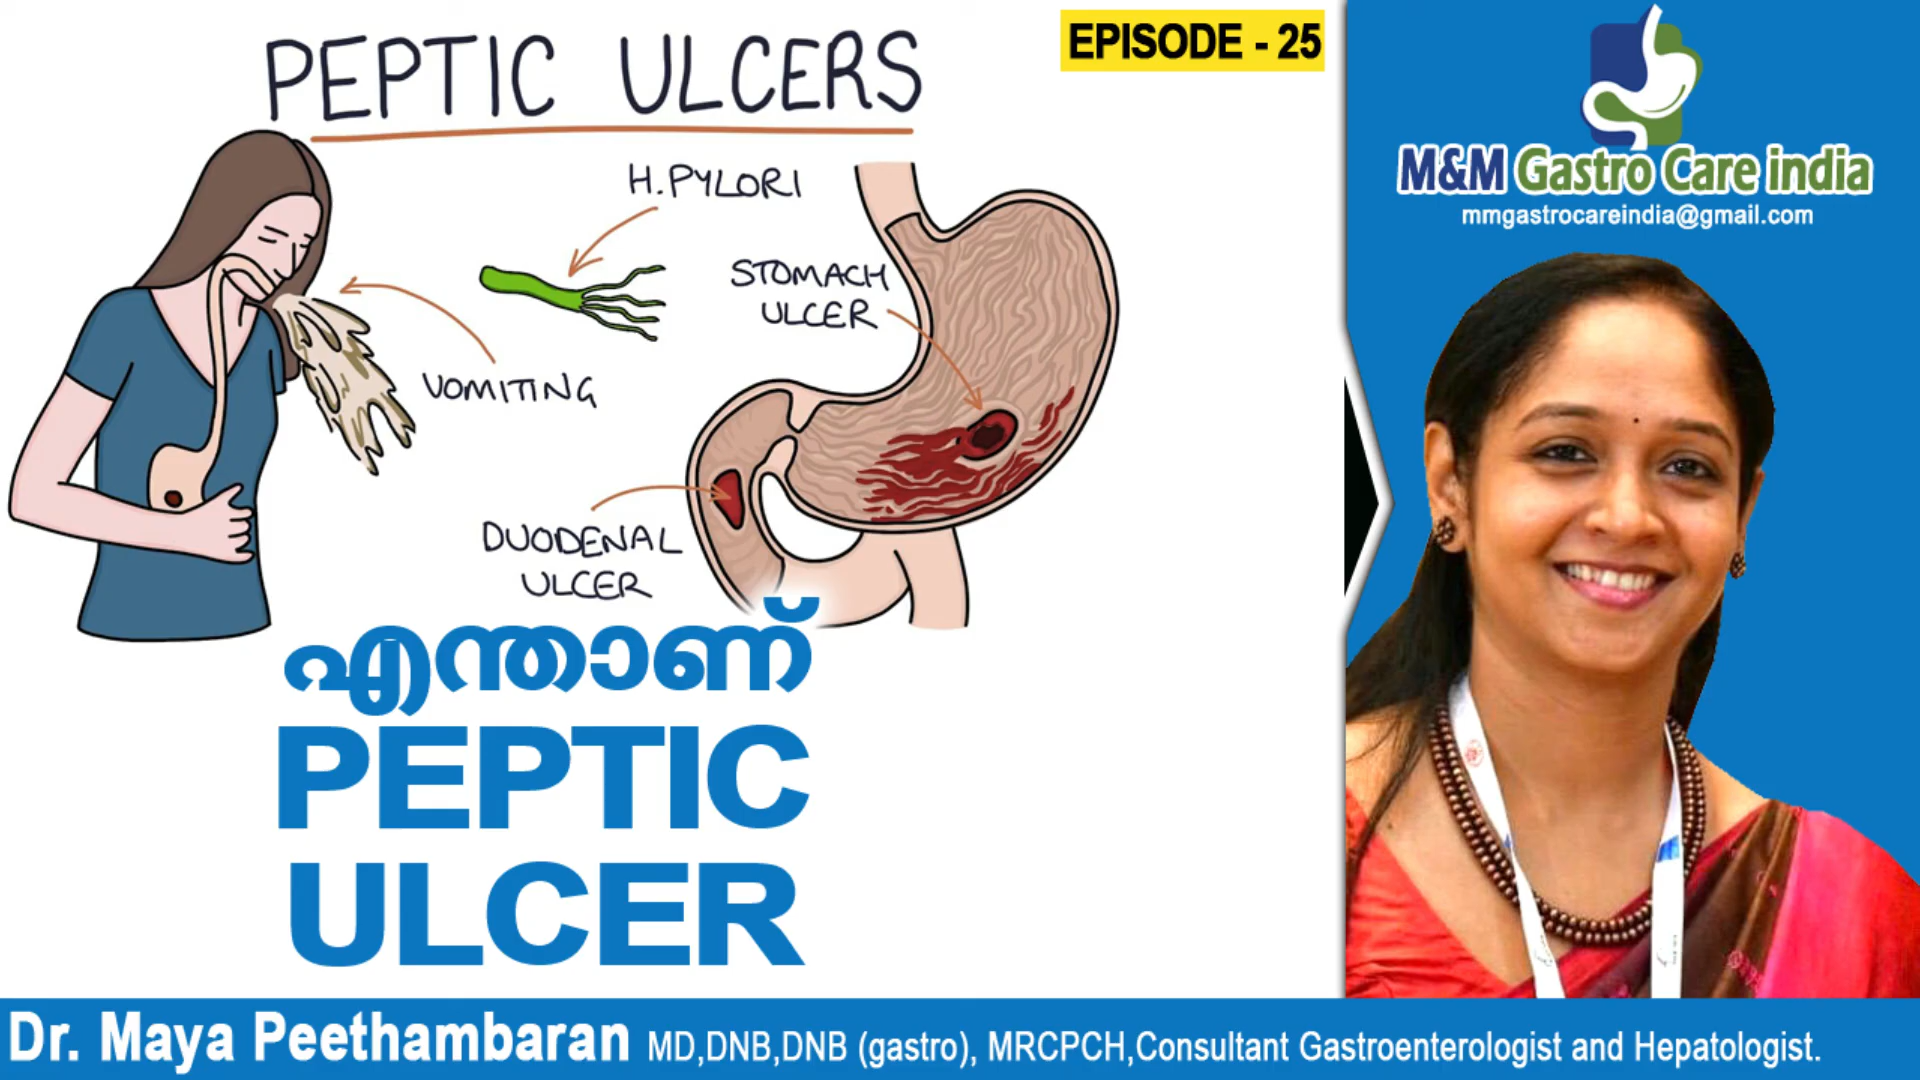 PEPTIC ULCERS
EPISODE - 25
H. PYLORI
STOMACH
ULCER
VOMITING
DUODENAL
ULCER
എന്താണ്
PEPTIC
ULCER
M&M Gastro Care india
mmgastrocareindia@gmail.com
Dr. Maya Peethambaran MD,DNB,DNB (gastro), MRCPCH,Consultant Gastroenterologist and Hepatologist.